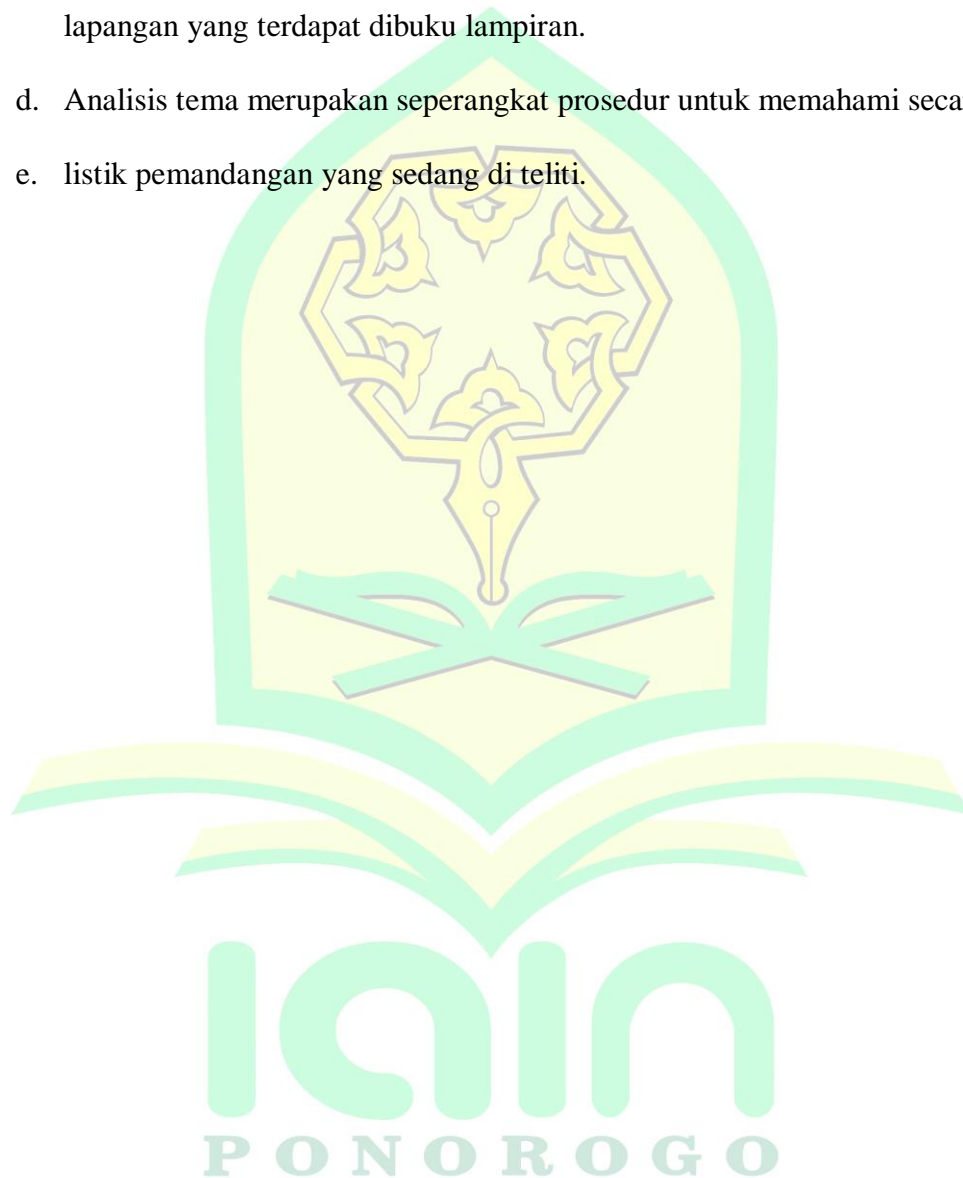 lapangan yang terdapat dibuku lampiran.
d. Analisis tema merupakan seperangkat prosedur untuk memahami seca
e. listik pemandangan yang sedang di teliti.
iain
PONOROGO